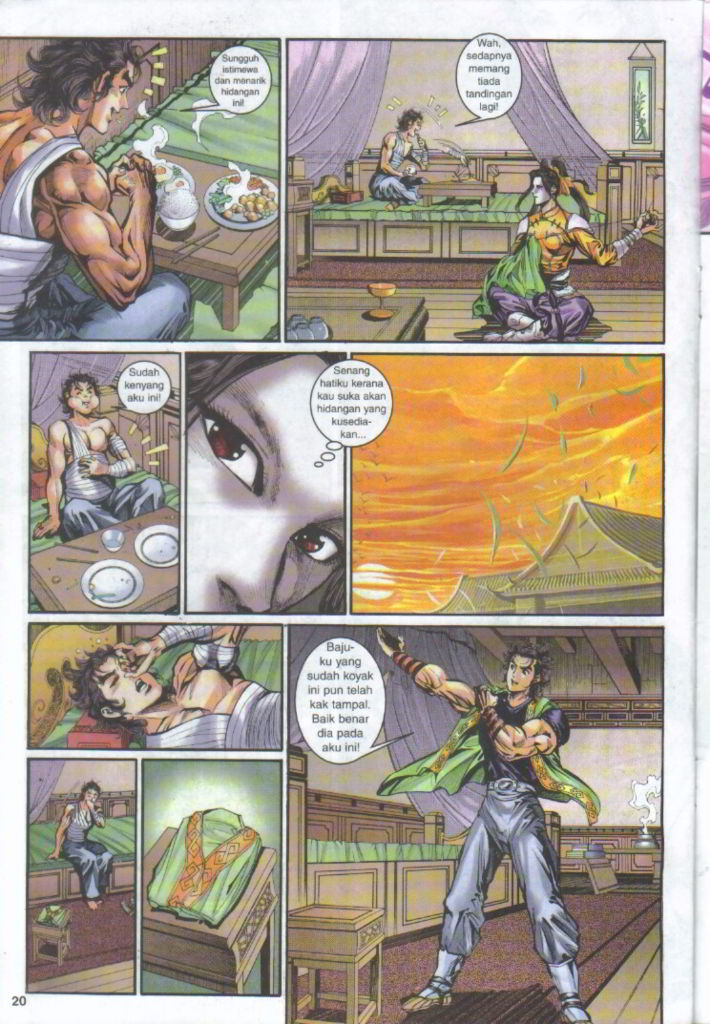 Sungguh
istimewa
dan menarik
hidangan
ini!
Wah,
sedapnya
memang
tiada
tandingan
lagi!
Sudah
kenyang
aku ini!
Senang
hatiku kerana
kau suka akan
hidangan yang
kusedia-
kan...
Baju-
ku yang
sudah koyak
ini pun telah
kak tampal.
Baik benar
dia pada
aku ini!
20